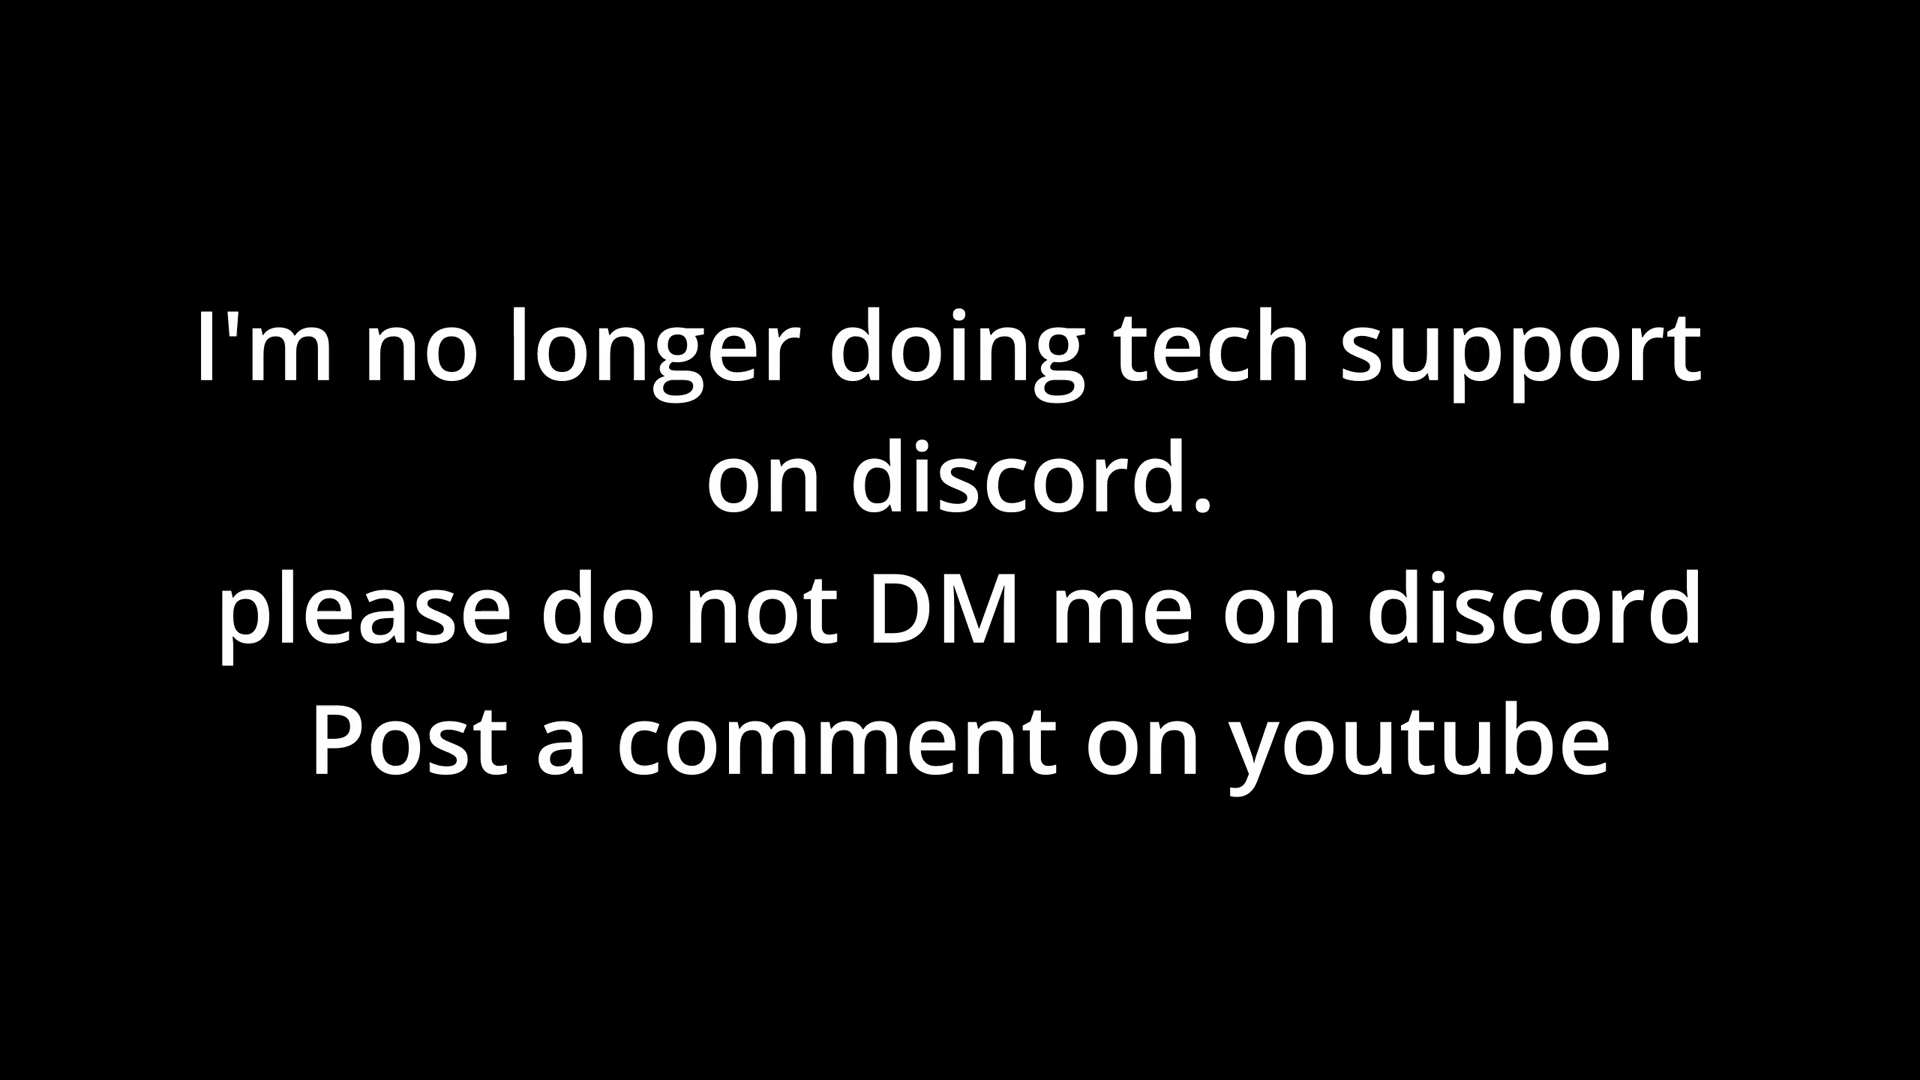 I'm no longer doing tech support
on discord.
please do not DM me on discord
Post a comment on youtube